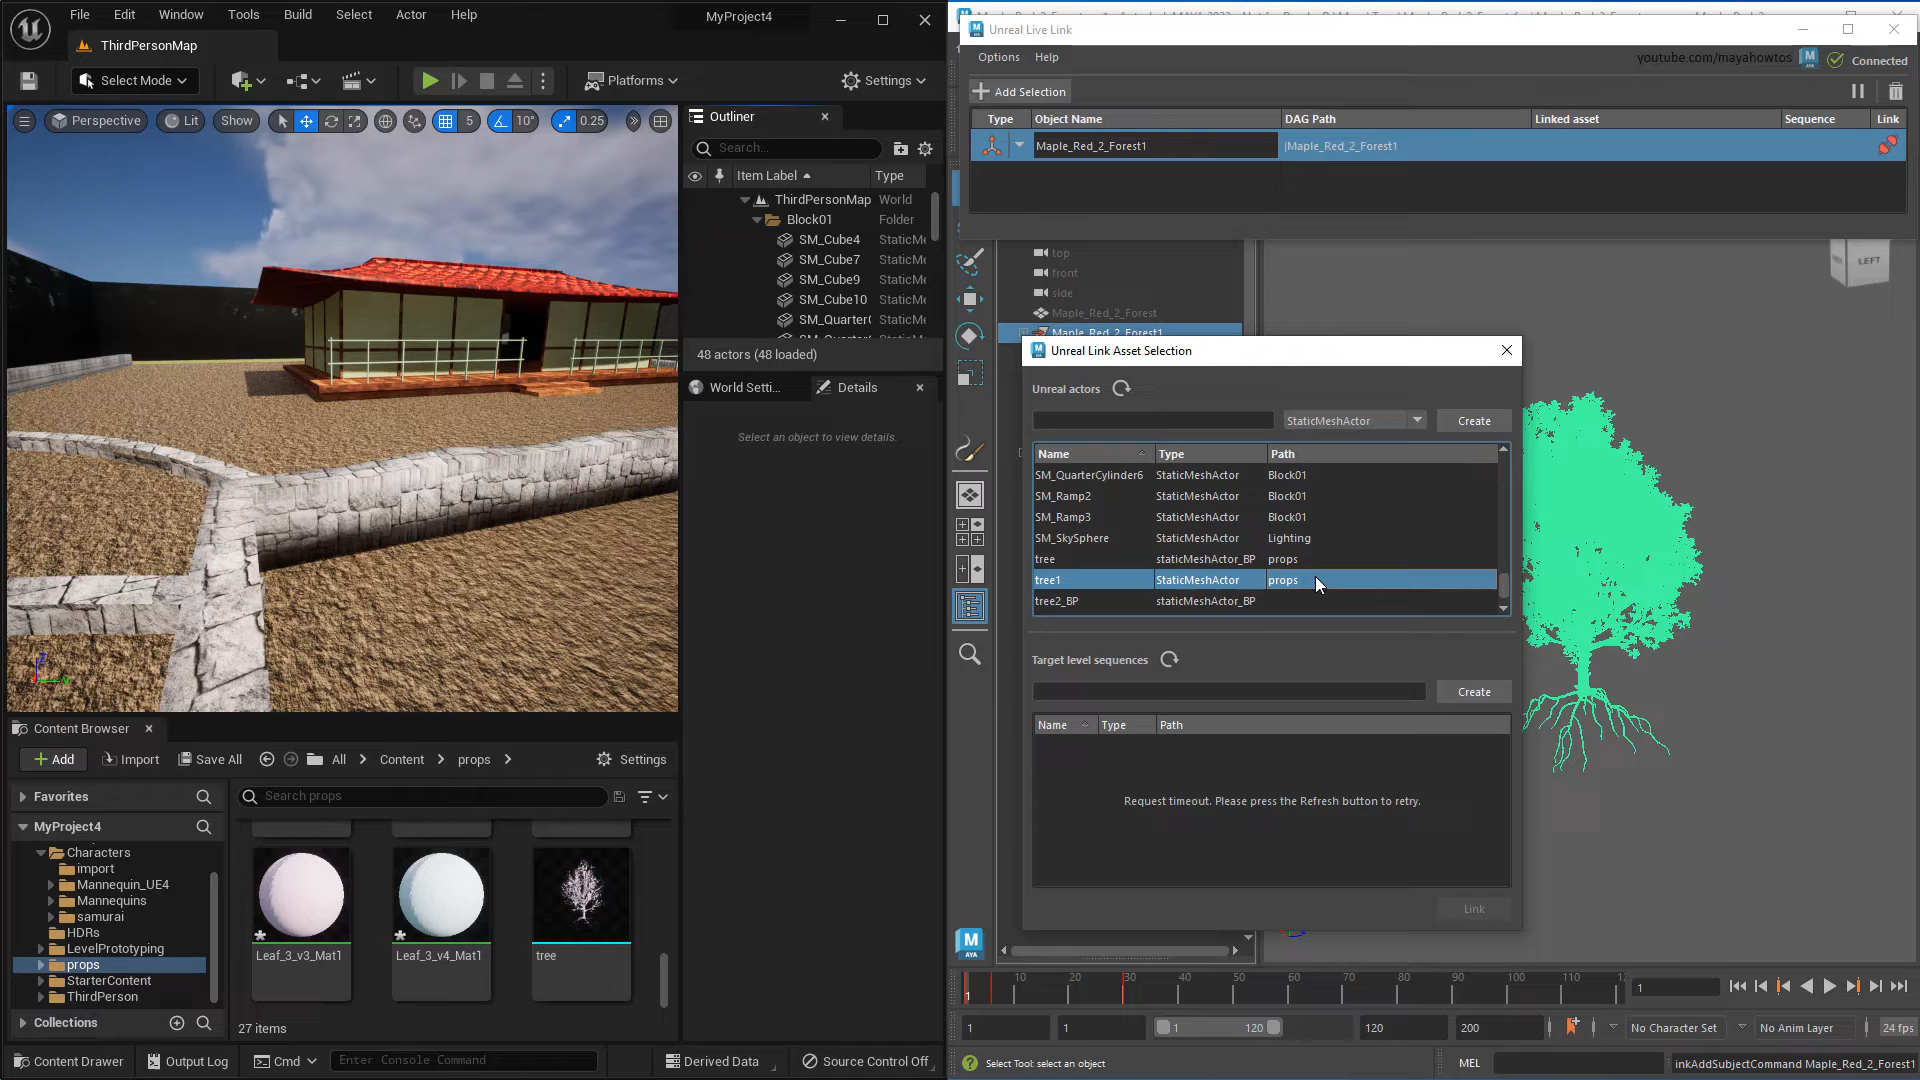 File Edit Window Tools Build Select Actor Help
MyProject4
ThirdPersonMap
Select Mode
Platforms
Settings
Perspective
Lit
Show
5
10°
0.25
Outliner
Search...
Item Label
Type
ThirdPersonMap World
Block01 Folder
SM_Cube4 StaticMe
SM_Cube7 StaticMe
SM_Cube9 StaticMe
SM_Cube10 StaticMe
SM_Quarter StaticMe
48 actors (48 loaded)
World Setti...
Details
Select an object to view details.
Content Browser
Add
Import
Save All
All
Content
props
Settings
Favorites
Search props
MyProject4
Characters
import
Mannequin_UE4
Mannequins
samurai
HDRs
LevelPrototyping
props
StarterContent
ThirdPerson
Collections
Leaf_3_v3_Mat1
Leaf_3_v4_Mat1
tree
27 items
Content Drawer
Output Log
Cmd
Enter Console Command
Derived Data
Source Control Off
Unreal Live Link
Options Help
youtube.com/mayahowtos
Connected
Add Selection
Type Object Name DAG Path Linked asset Sequence Link
Maple_Red_2_Forest1 |Maple_Red_2_Forest1
top
front
side
Maple_Red_2_Forest
Maple_Red_2_Forest1
LEFT
Unreal Link Asset Selection
Unreal actors
StaticMeshActor
Create
Name Type Path
SM_QuarterCylinder6 StaticMeshActor Block01
SM_Ramp2 StaticMeshActor Block01
SM_Ramp3 StaticMeshActor Block01
SM_SkySphere StaticMeshActor Lighting
tree staticMeshActor_BP props
tree1 StaticMeshActor props
tree2_BP staticMeshActor_BP
Target level sequences
Create
Name Type Path
Request timeout. Please press the Refresh button to retry.
Link
AYA
10 20 30 40 50 60 70 80 90 100 110 12
1
1
1 1 1 120 120 200
No Character Set
No Anim Layer
24 fps
Select Tool: select an object
MEL
inkAddSubjectCommand Maple_Red_2_Forest1